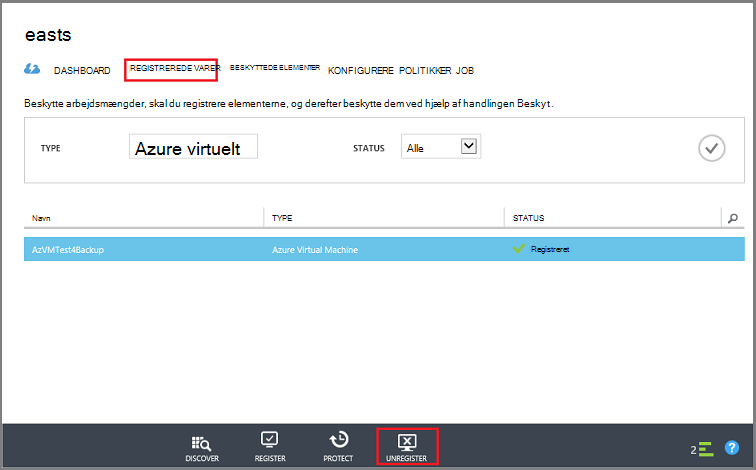 easts
DASHBOARD REGISTREREDE VARER BESKYTTEDE ELEMENTER KONFIGURERE POLITIKKER JOB
Beskytte arbejdsmængder, skal du registrere elementerne, og derefter beskytte dem ved hjælp af handlingen Beskyt.
TYPE Azure virtuelt STATUS Alle
Navn TYPE STATUS
AzVMTest4Backup Azure Virtual Machine Registreret
DISCOVER REGISTER PROTECT UNREGISTER 2 ?